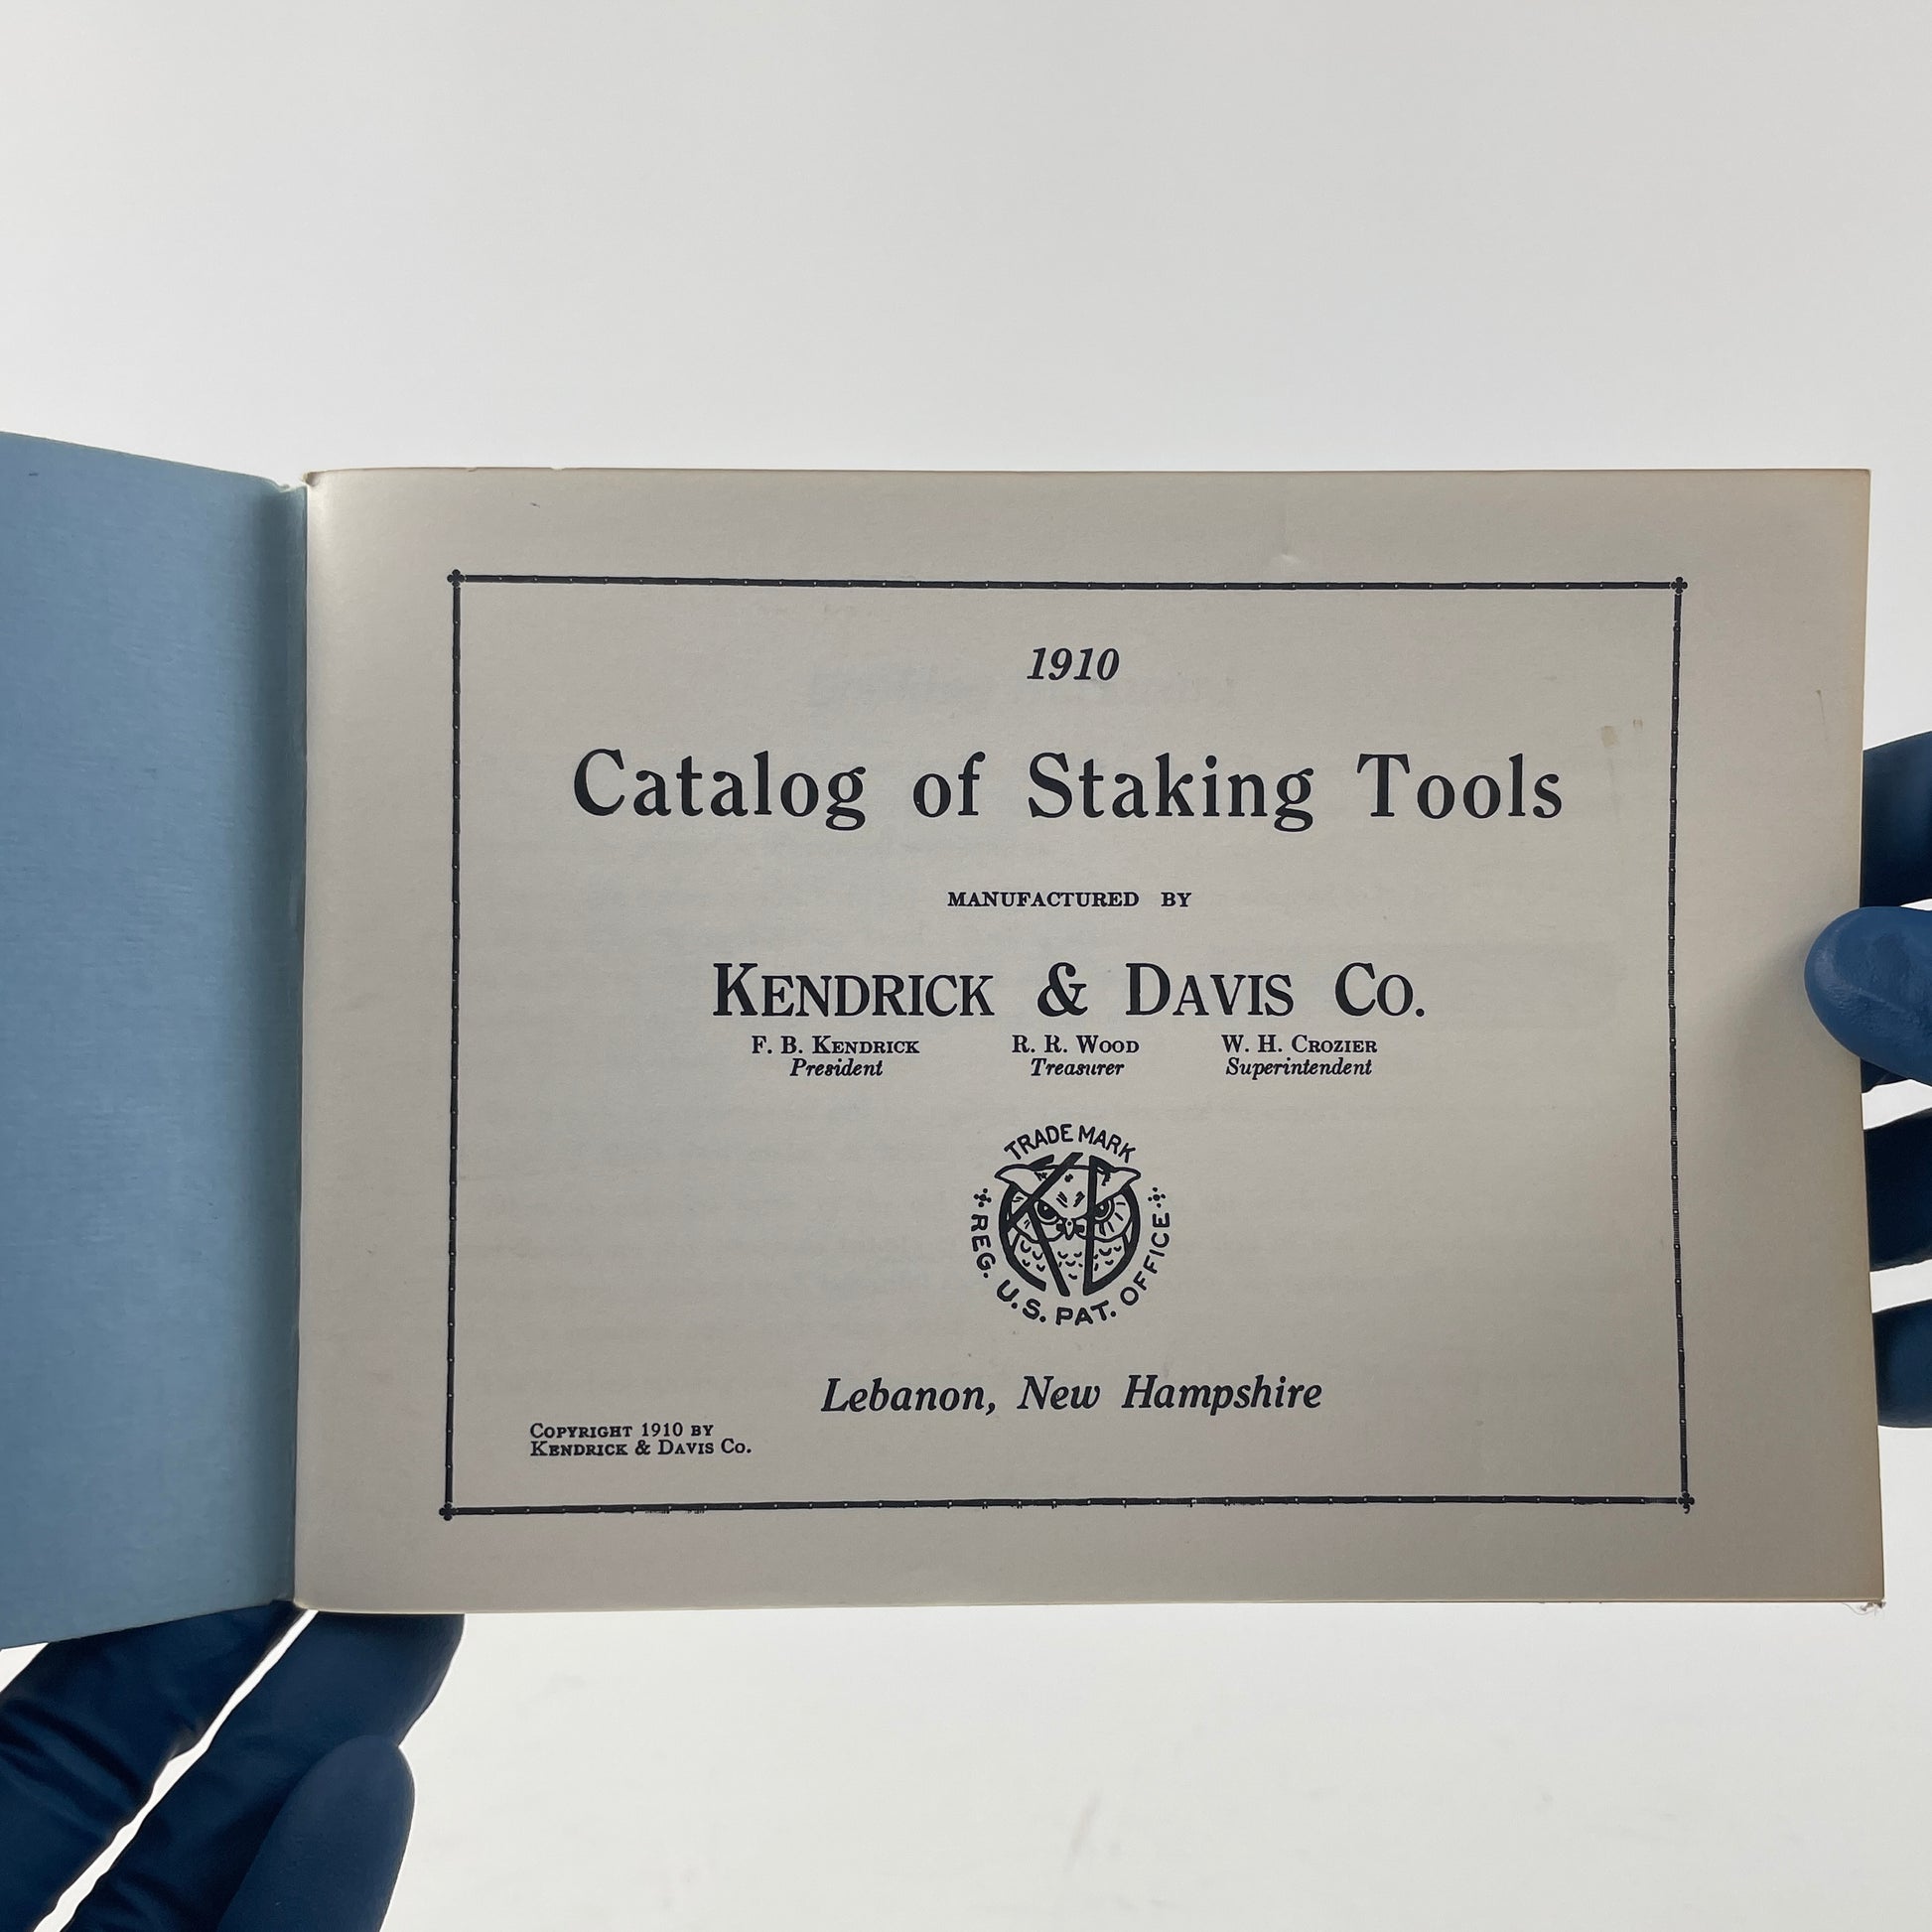 1910
Catalog of Staking Tools
MANUFACTURED BY
KENDRICK & DAVIS CO.
F. B. KENDRICK R. R. WOOD W. H. CROZIER
President Treasurer Superintendent
TRADE MARK
KD
REG. U.S. PAT. OFFICE
Lebanon, New Hampshire
COPYRIGHT 1910 BY
KENDRICK & DAVIS CO.